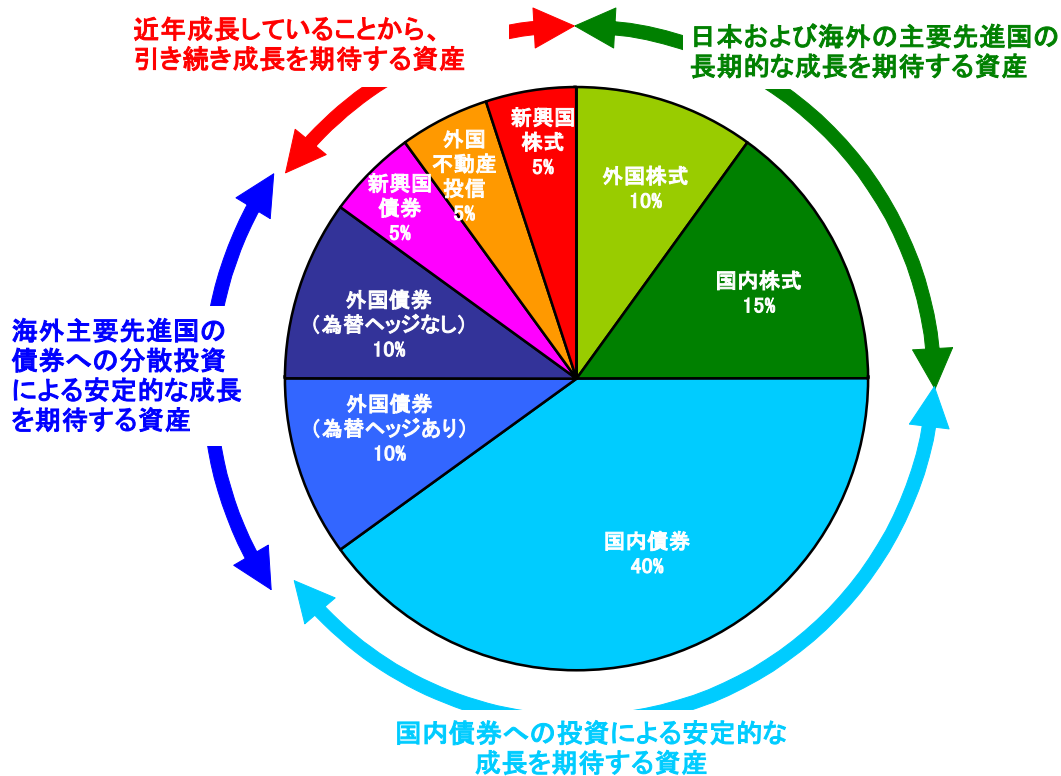 近年成長していることから、
引き続き成長を期待する資産
日本および海外の主要先進国の
長期的な成長を期待する資産
新興国
株式
5%
外国
不動産
投信
5%
新興国
債券
5%
外国株式
10%
国内株式
15%
外国債券
（為替ヘッジなし）
10%
海外主要先進国の
債券への分散投資
による安定的な成長
を期待する資産
外国債券
（為替ヘッジあり）
10%
国内債券
40%
国内債券への投資による安定的な
成長を期待する資産